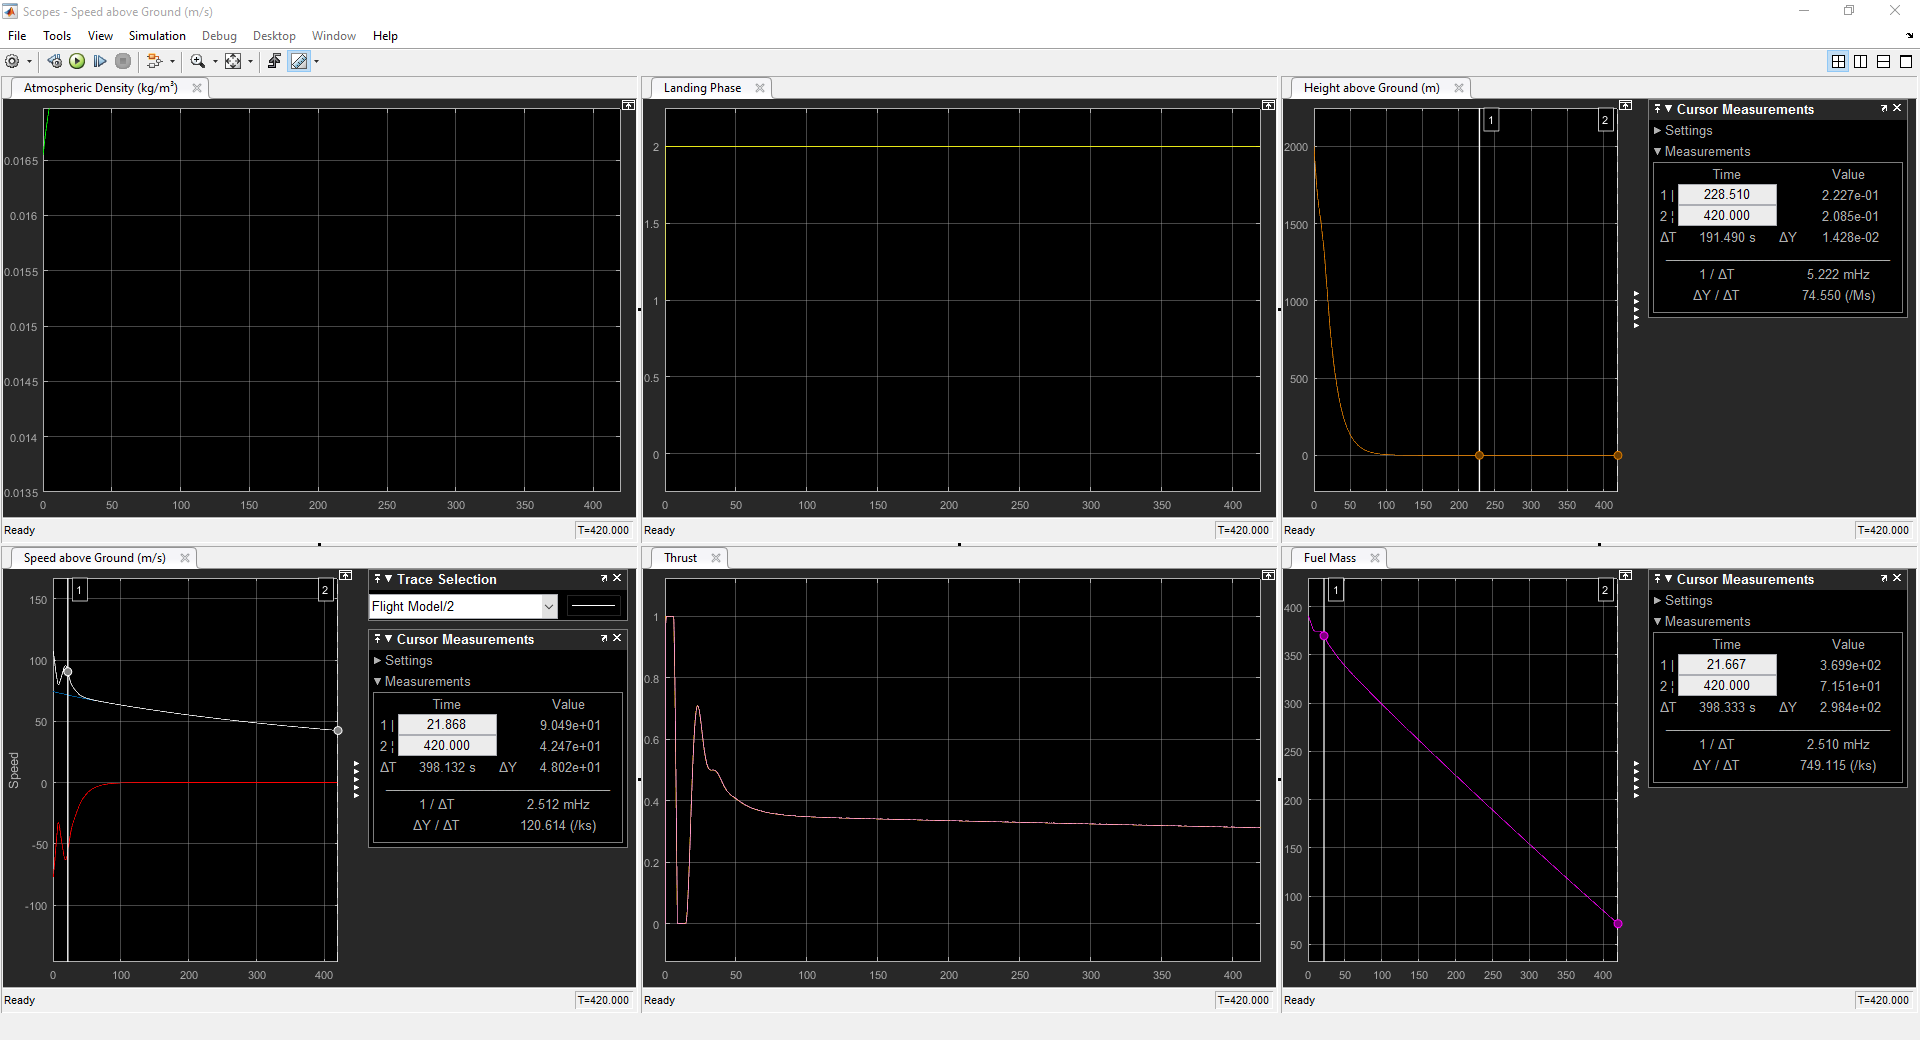 Scopes - Speed above Ground (m/s)
File Tools View Simulation Debug Desktop Window Help
Atmospheric Density (kg/m³)
0.0165
0.016
0.0155
0.015
0.0145
0.014
0.0135
0 50 100 150 200 250 300 350 400
Ready T=420.000
Landing Phase
2
1.5
1
0.5
0
0 50 100 150 200 250 300 350 400
Ready T=420.000
Height above Ground (m)
1 2
2000
1500
1000
500
0
0 50 100 150 200 250 300 350 400
Cursor Measurements
Settings
Measurements
Time Value
1 | 228.510 2.227e-01
2 ¦ 420.000 2.085e-01
ΔT 191.490 s ΔY 1.428e-02
1 / ΔT 5.222 mHz
ΔY / ΔT 74.550 (/Ms)
Ready T=420.000
Speed above Ground (m/s)
1 2
150
100
50
0
-50
-100
Speed
0 100 200 300 400
Trace Selection
Flight Model/2
Cursor Measurements
Settings
Measurements
Time Value
1 | 21.868 9.049e+01
2 ¦ 420.000 4.247e+01
ΔT 398.132 s ΔY 4.802e+01
1 / ΔT 2.512 mHz
ΔY / ΔT 120.614 (/ks)
Ready T=420.000
Thrust
1
0.8
0.6
0.4
0.2
0
0 50 100 150 200 250 300 350 400
Ready T=420.000
Fuel Mass
1 2
400
350
300
250
200
150
100
50
0 50 100 150 200 250 300 350 400
Cursor Measurements
Settings
Measurements
Time Value
1 | 21.667 3.699e+02
2 ¦ 420.000 7.151e+01
ΔT 398.333 s ΔY 2.984e+02
1 / ΔT 2.510 mHz
ΔY / ΔT 749.115 (/ks)
Ready T=420.000